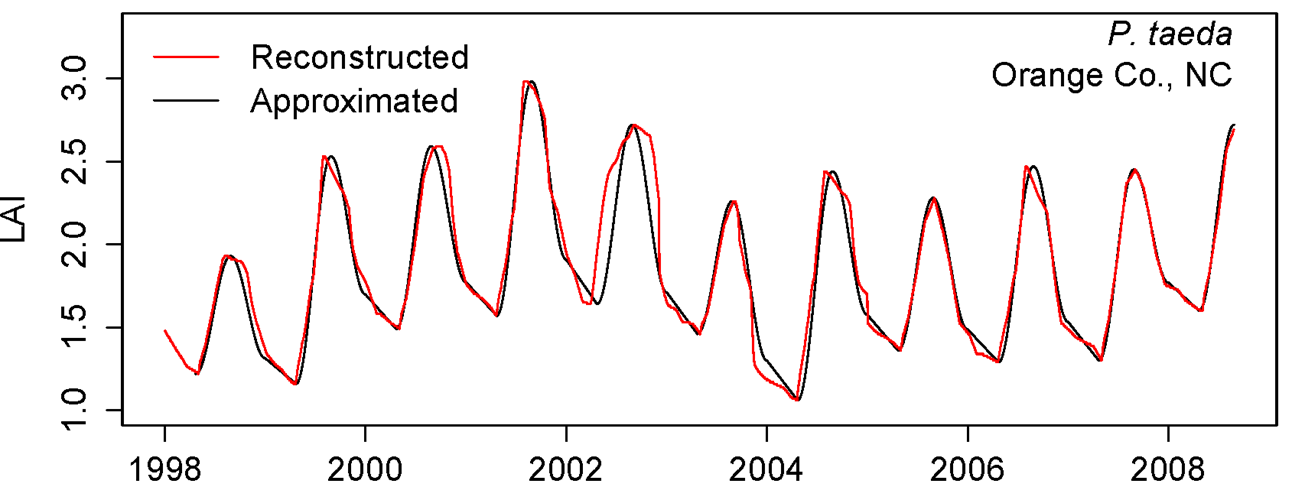 P. taeda
Reconstructed
Orange Co., NC
Approximated
LAI
3.0
2.5
2.0
1.5
1.0
1998 2000 2002 2004 2006 2008